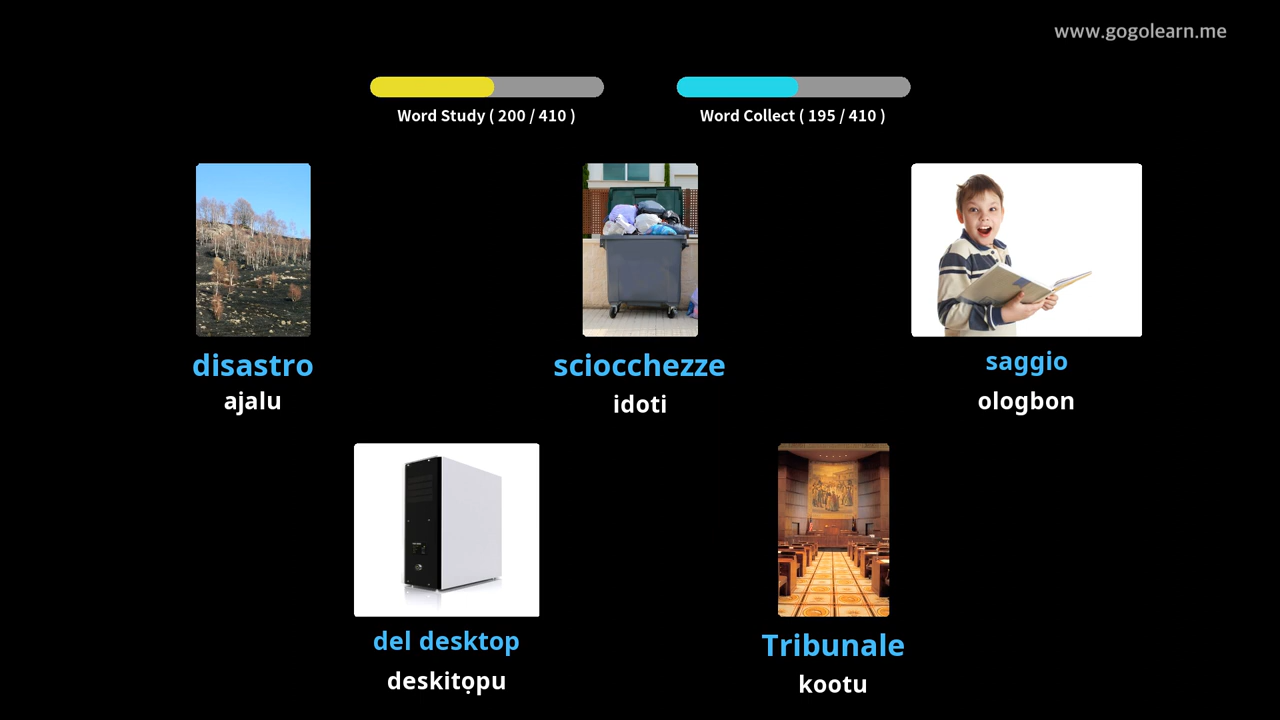 www.gogolearn.me
Word Study ( 200 / 410 )
Word Collect ( 195 / 410 )
disastro
ajalu
sciocchezze
idoti
saggio
ologbon
del desktop
deskitọpu
Tribunale
kootu